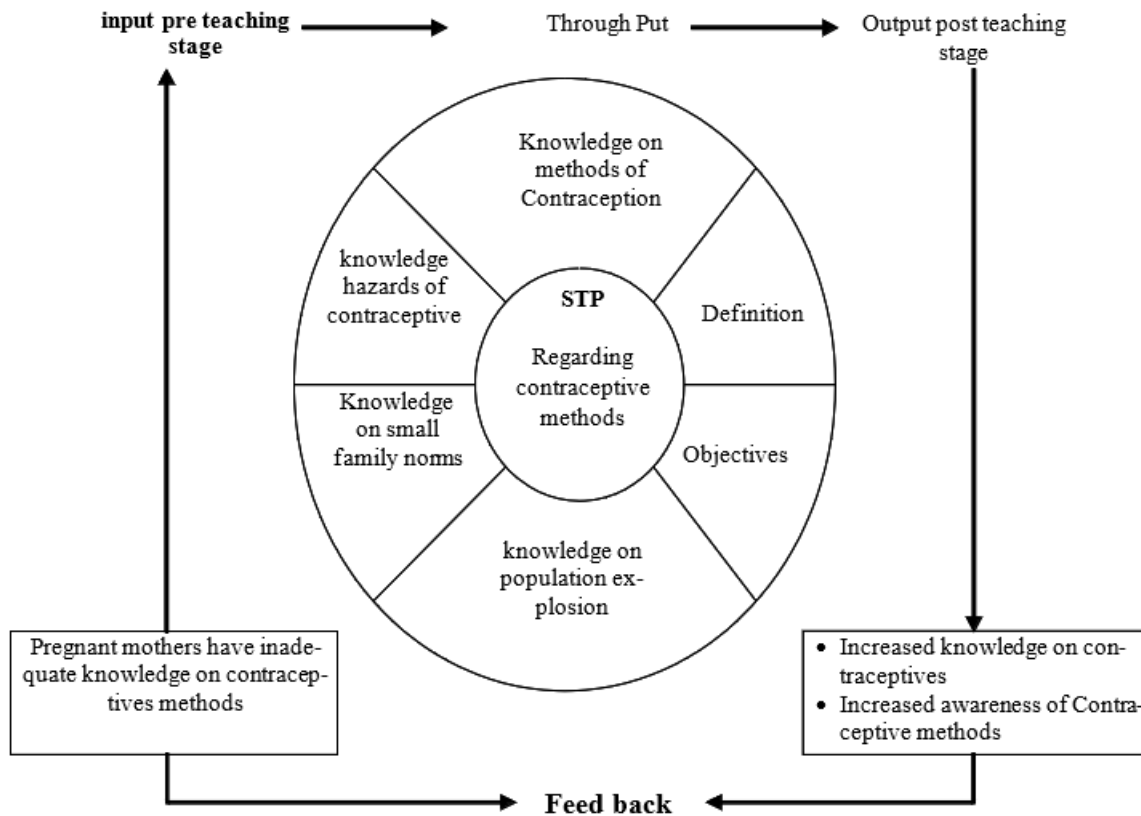 input pre teaching
stage
Through Put
Output post teaching
stage
Knowledge on
methods of
Contraception
knowledge
hazards of
contraceptive
STP
Regarding
contraceptive
methods
Definition
Knowledge
on small
family norms
Objectives
knowledge on
population ex-
plosion
Pregnant mothers have inad-
equate knowledge on contracep-
tives methods
• Increased knowledge on con-
traceptives
• Increased awareness of Contra-
ceptive methods
Feed back